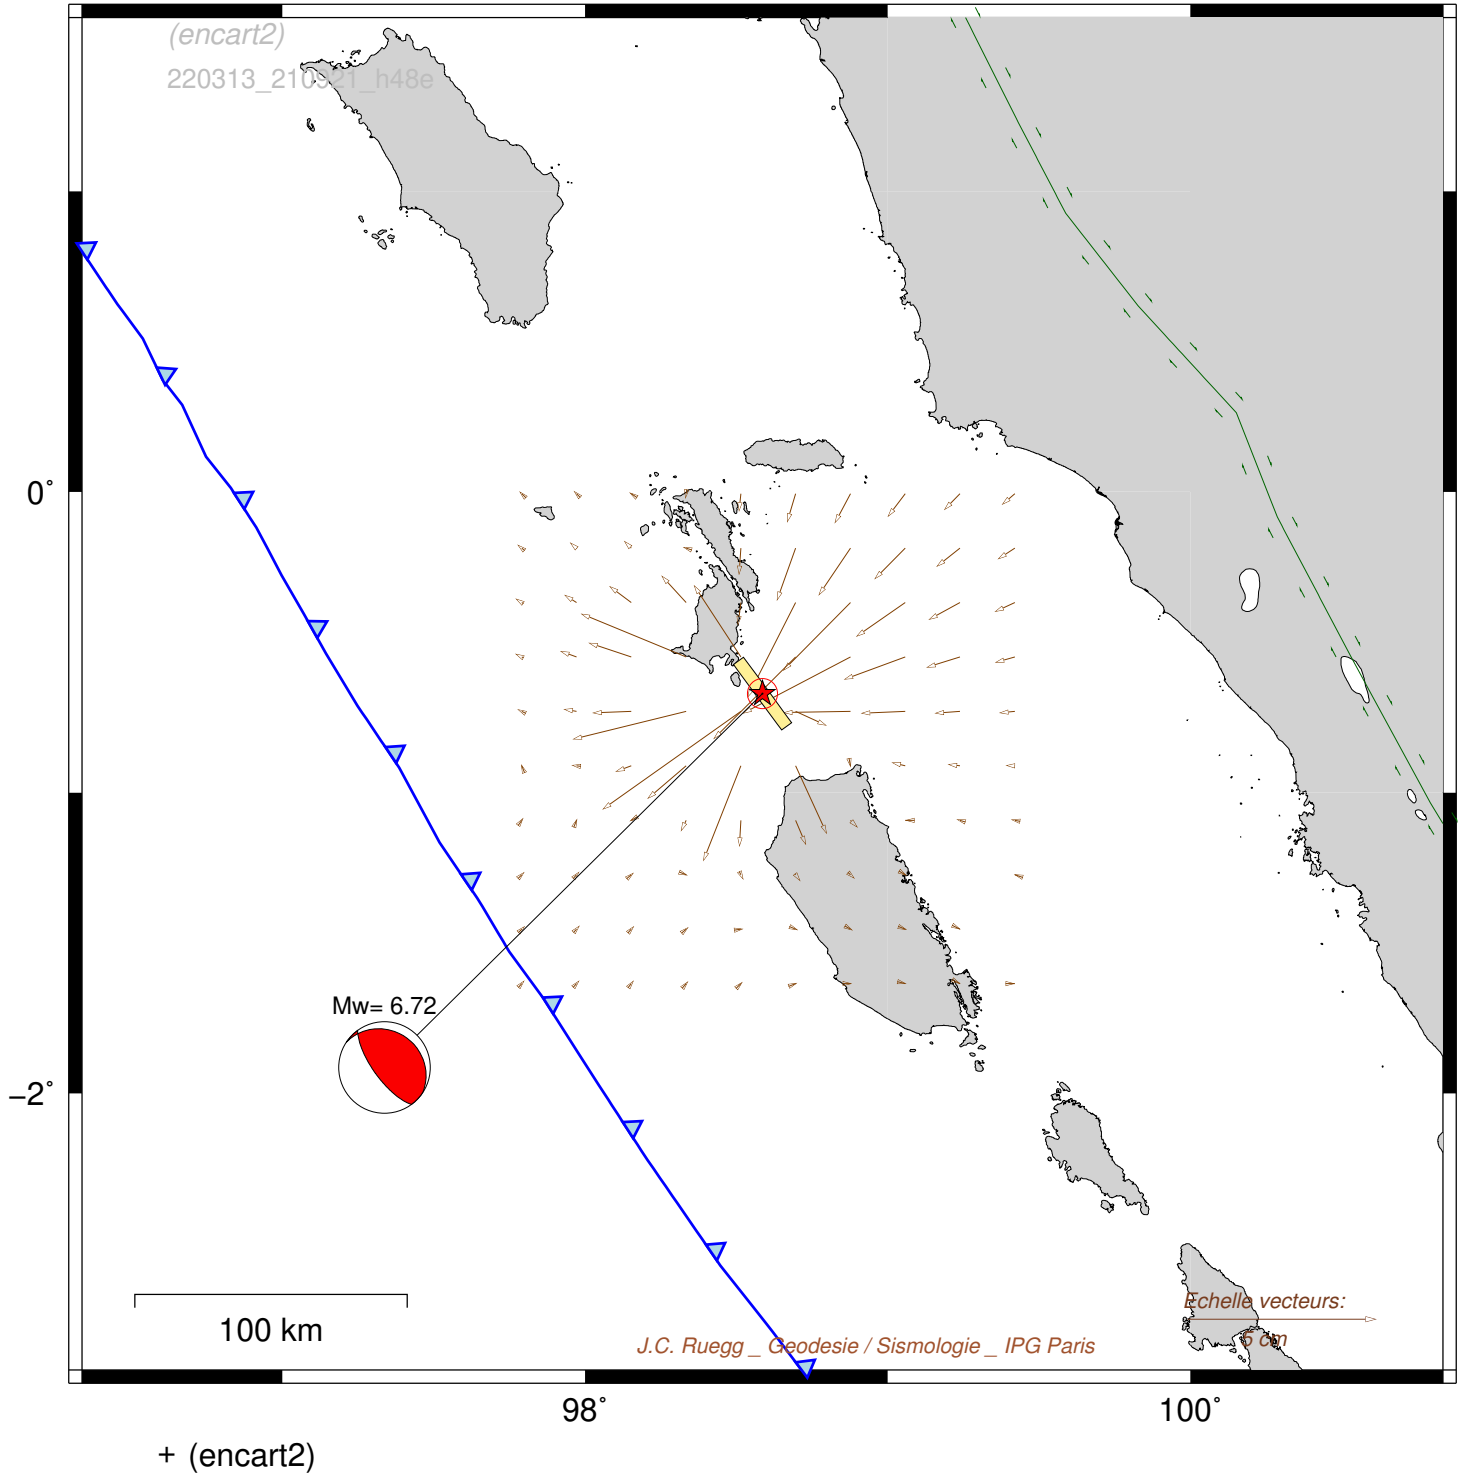 (encart2)
220313_210921_h48e
0°
Mw= 6.72
−2°
100 km
Echelle vecteurs:
5 cm
J.C. Ruegg _ Geodesie / Sismologie _ IPG Paris
98°
100°
+ (encart2)